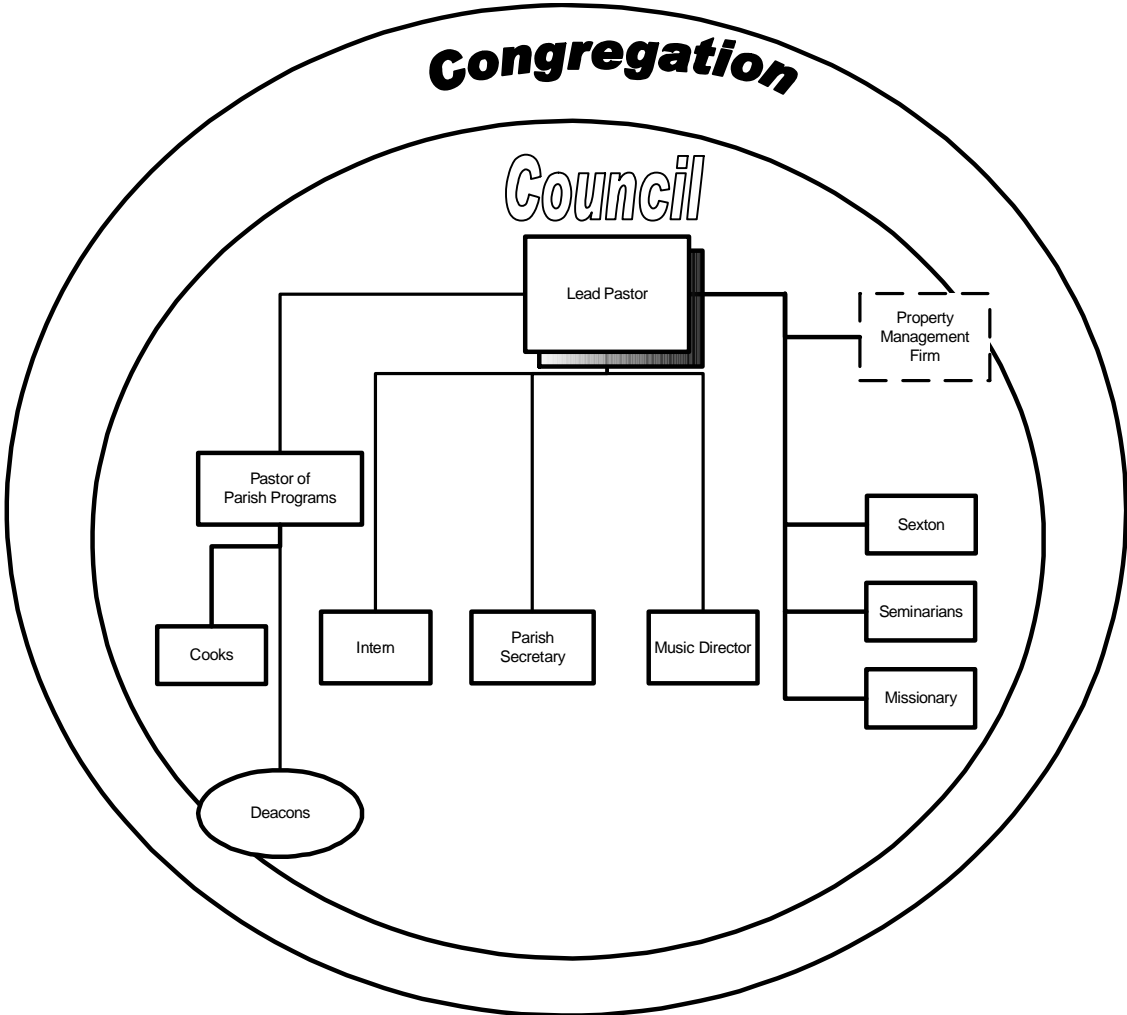 Congregation
Council
Lead Pastor
Property
Management
Firm
Pastor of
Parish Programs
Sexton
Seminarians
Cooks
Intern
Parish
Secretary
Music Director
Missionary
Deacons